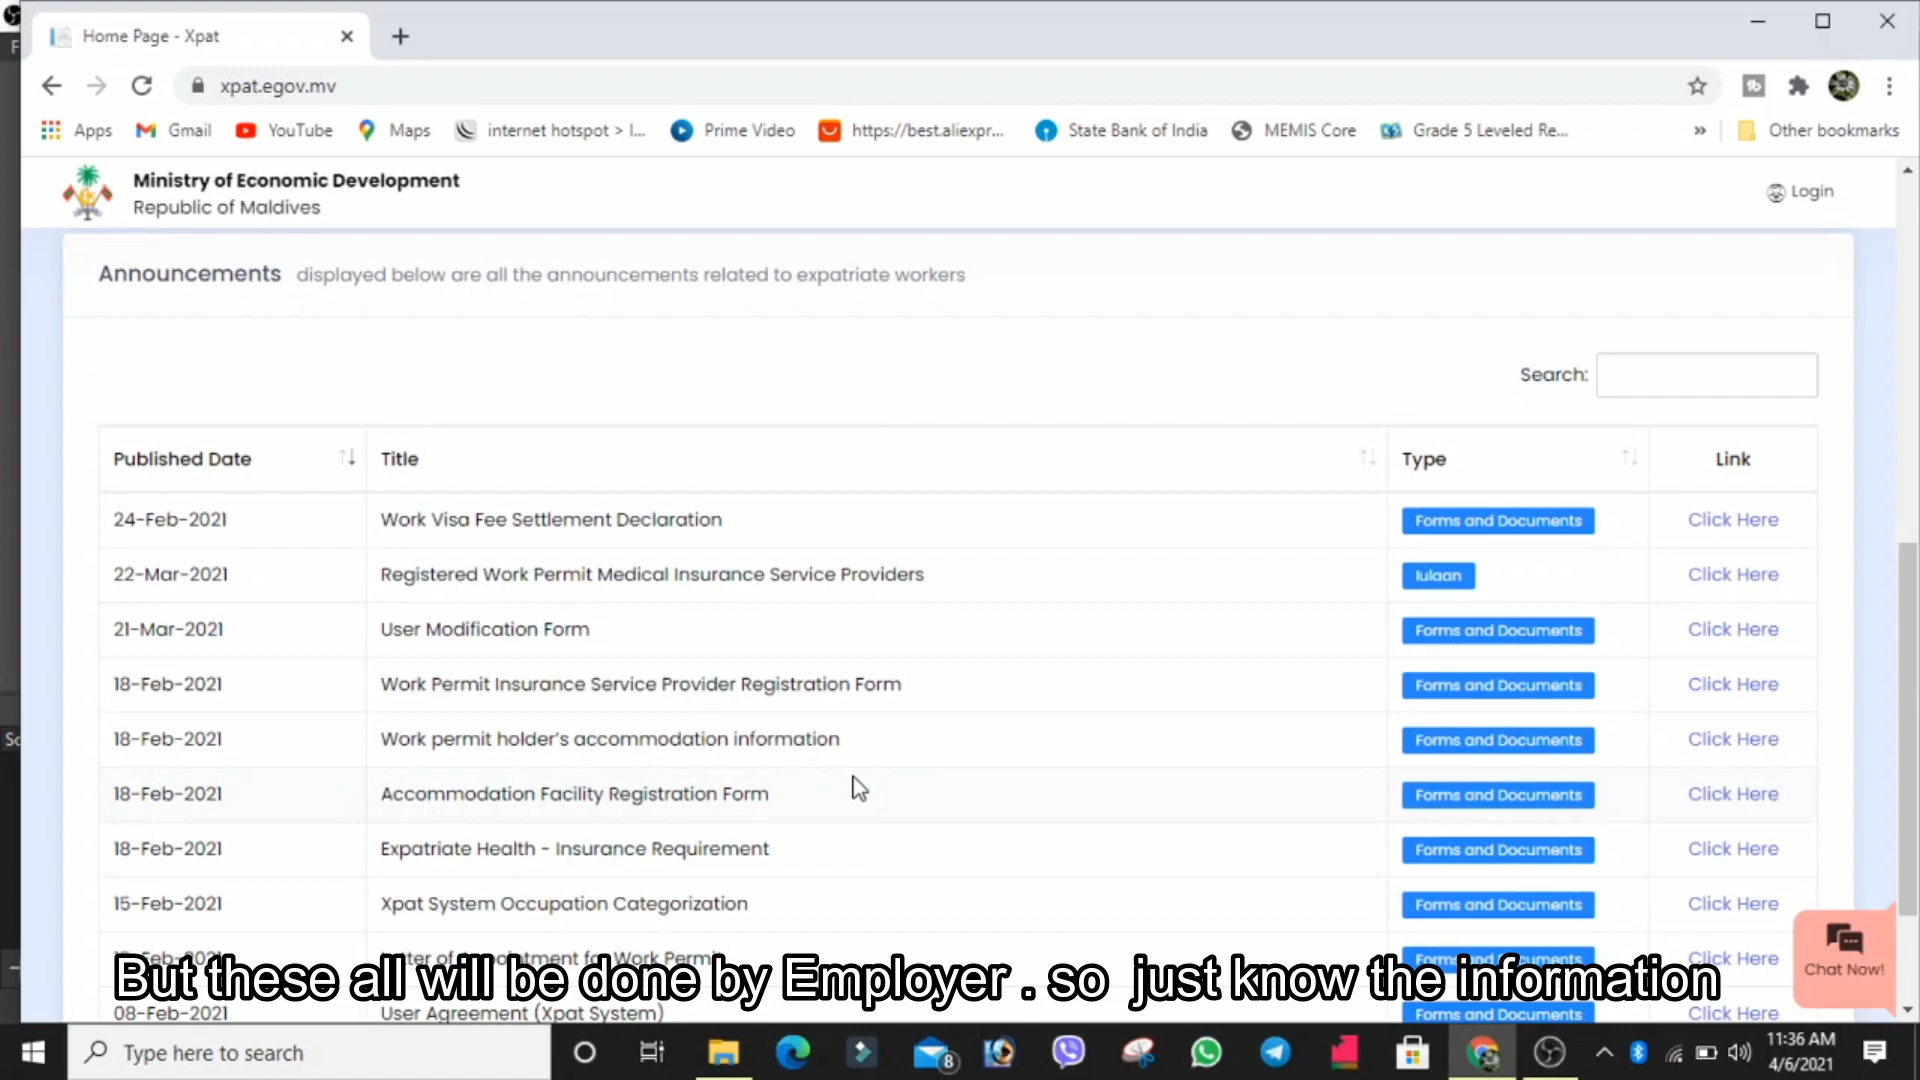 Home Page - Xpat
xpat.egov.mv
Apps
Gmail
YouTube
Maps
internet hotspot > I...
Prime Video
https://best.aliexpr...
State Bank of India
MEMIS Core
Grade 5 Leveled Re...
»
Other bookmarks
Ministry of Economic Development
Republic of Maldives
Login
Announcements displayed below are all the announcements related to expatriate workers
Search:
Published Date Title Type Link
24-Feb-2021 Work Visa Fee Settlement Declaration Forms and Documents Click Here
22-Mar-2021 Registered Work Permit Medical Insurance Service Providers Iulaan Click Here
21-Mar-2021 User Modification Form Forms and Documents Click Here
18-Feb-2021 Work Permit Insurance Service Provider Registration Form Forms and Documents Click Here
18-Feb-2021 Work permit holder's accommodation information Forms and Documents Click Here
18-Feb-2021 Accommodation Facility Registration Form Forms and Documents Click Here
18-Feb-2021 Expatriate Health - Insurance Requirement Forms and Documents Click Here
15-Feb-2021 Xpat System Occupation Categorization Forms and Documents Click Here
for Work Click Here
But these all will be done by Employer . so just know the information
08-Feb-2021 User Agreement (Xpat System) Forms and Documents Click Here
Chat Now!
Type here to search
8
11:36 AM
4/6/2021